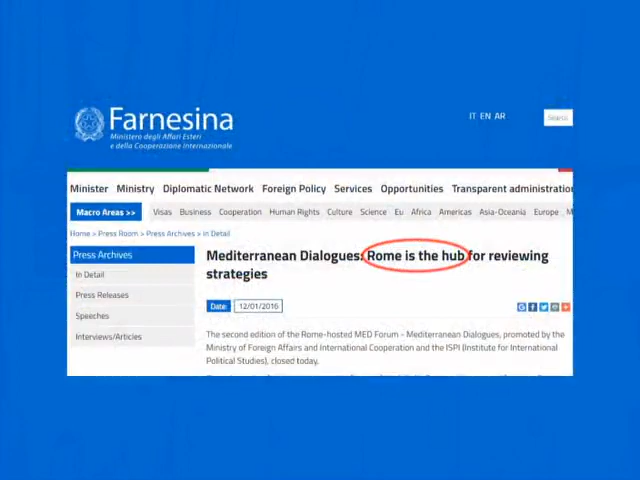 Farnesina
Ministero degli Affari Esteri
e della Cooperazione Internazionale
IT EN AR
Search
Minister Ministry Diplomatic Network Foreign Policy Services Opportunities Transparent administration
Macro Areas >> Visas Business Cooperation Human Rights Culture Science Eu Africa Americas Asia-Oceania Europe M
Home > Press Room > Press Archives > In Detail
Press Archives
In Detail
Press Releases
Speeches
Interviews/Articles
Mediterranean Dialogues: Rome is the hub for reviewing
strategies
Date: 12/01/2016
The second edition of the Rome-hosted MED Forum - Mediterranean Dialogues, promoted by the
Ministry of Foreign Affairs and International Cooperation and the ISPI (Institute for International
Political Studies), closed today.